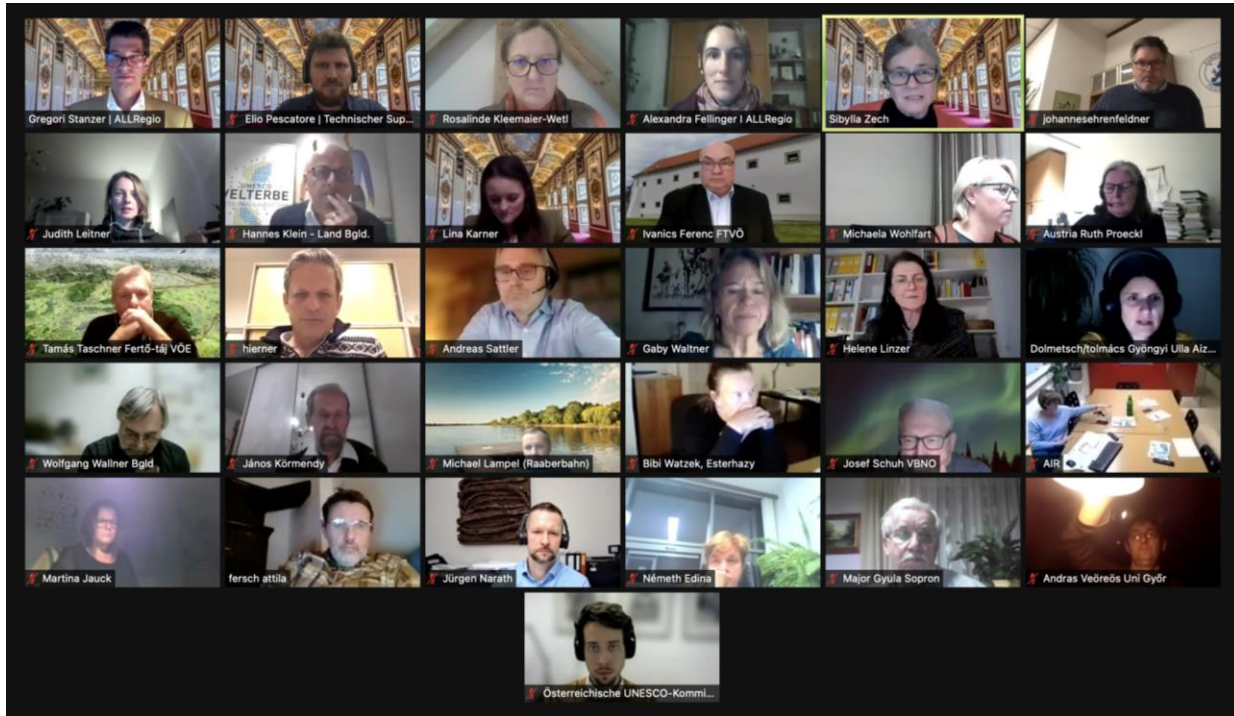 Gregori Stanzer | ALLRegio
Elio Pescatore | Technischer Sup...
Rosalinde Kleemaier-Wetl
Alexandra Fellinger I ALLRegio
Sibylla Zech
johannesehrenfeldner
Judith Leitner
UNESCO
WELTERBE
Hannes Klein - Land Bgld.
Lina Karner
Ivanics Ferenc FTVÖ
Michaela Wohlfart
Austria Ruth Proeckl
Tamás Taschner Fertő-táj VÖE
hierner
Andreas Sattler
Gaby Waltner
Helene Linzer
Dolmetsch/tolmács Gyöngyi Ulla Aiz...
Wolfgang Wallner Bgld
János Körmendy
Michael Lampel (Raaberbahn)
Bibi Watzek, Esterhazy
Josef Schuh VBNO
AIR
Martina Jauck
fersch attila
Jürgen Narath
Németh Edina
Major Gyula Sopron
Andras Veöreös Uni Győr
Österreichische UNESCO-Kommi...